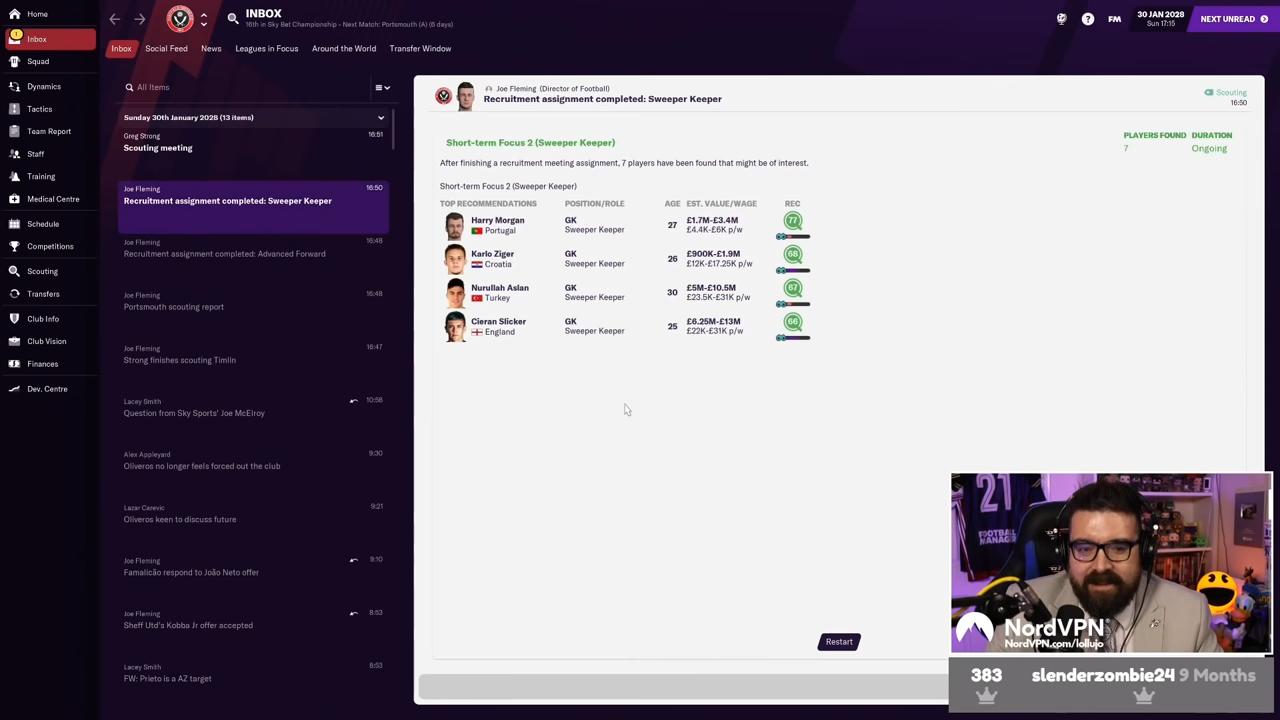 Home
Inbox
Squad
Dynamics
Tactics
Team Report
Staff
Training
Medical Centre
Schedule
Competitions
Scouting
Transfers
Club Info
Club Vision
Finances
Dev. Centre
INBOX
16th in Sky Bet Championship - Next Match: Portsmouth (A) (6 days)
FM
30 JAN 2028
SUN 17:15
NEXT UNREAD
Inbox Social Feed News Leagues in Focus Around the World Transfer Window
All Items
Sunday 30th January 2028 (13 items)
Greg Strong 16:51
Scouting meeting
Joe Fleming 16:50
Recruitment assignment completed: Sweeper Keeper
Joe Fleming 16:48
Recruitment assignment completed: Advanced Forward
Joe Fleming 16:48
Portsmouth scouting report
Joe Fleming 16:47
Strong finishes scouting Timlin
Lacey Smith 10:58
Question from Sky Sports' Joe McElroy
Alex Appleyard 9:30
Oliveros no longer feels forced out the club
Lazar Carevic 9:21
Oliveros keen to discuss future
Joe Fleming 9:10
Famalicão respond to João Neto offer
Joe Fleming 8:53
Sheff Utd's Kobba Jr offer accepted
Lacey Smith 8:53
FW: Prieto is a AZ target
Joe Fleming (Director of Football)
Recruitment assignment completed: Sweeper Keeper
Scouting
16:50
Short-term Focus 2 (Sweeper Keeper)
PLAYERS FOUND DURATION
7 Ongoing
After finishing a recruitment meeting assignment, 7 players have been found that might be of interest.
Short-term Focus 2 (Sweeper Keeper)
TOP RECOMMENDATIONS POSITION/ROLE AGE EST. VALUE/WAGE REC
Harry Morgan GK 27 £1.7M-£3.4M 77
Portugal Sweeper Keeper £4.4K-£6K p/w
Karlo Ziger GK 26 £900K-£1.9M 68
Croatia Sweeper Keeper £12K-£17.25K p/w
Nurullah Aslan GK 30 £5M-£10.5M 67
Turkey Sweeper Keeper £23.5K-£31K p/w
Cieran Slicker GK 25 £6.25M-£13M 66
England Sweeper Keeper £22K-£31K p/w
Restart
21
FOOTBALL
MANAGER
NordVPN
NordVPN.com/lollujo
383 slenderzombie24 9 Months